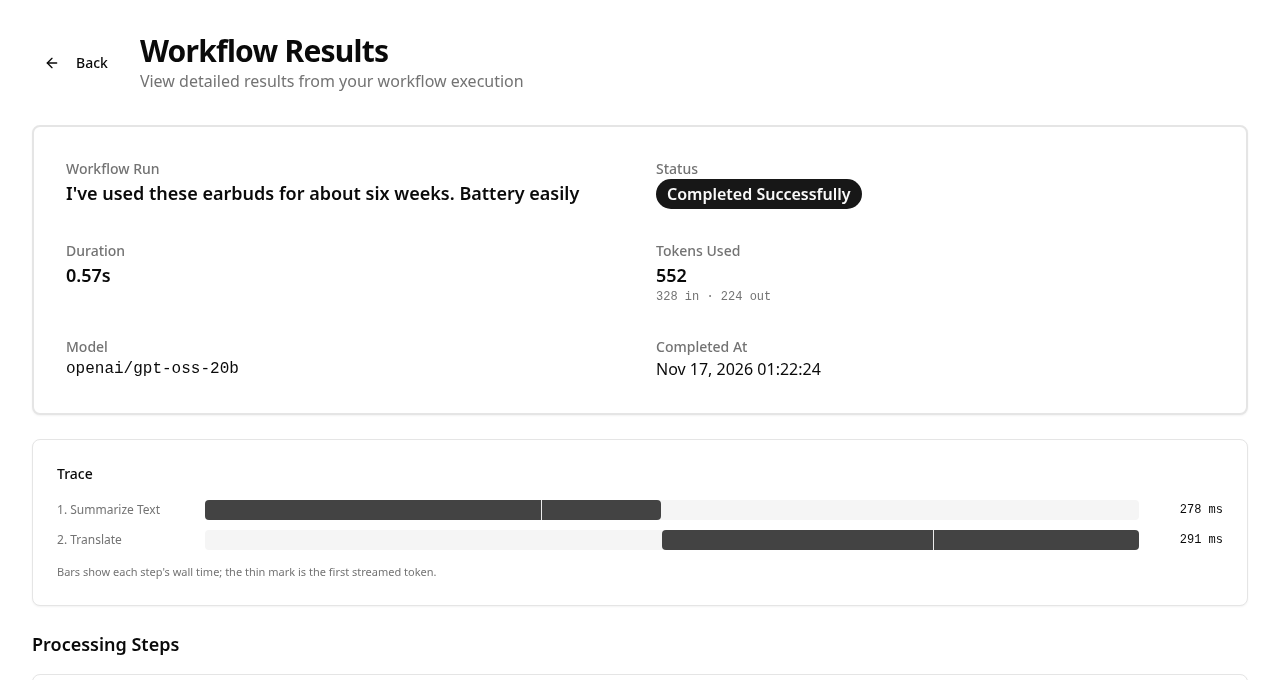 Back
Workflow Results
View detailed results from your workflow execution
Workflow Run
I've used these earbuds for about six weeks. Battery easily
Status
Completed Successfully
Duration
0.57s
Tokens Used
552
328 in · 224 out
Model
openai/gpt-oss-20b
Completed At
Nov 17, 2026 01:22:24
Trace
1. Summarize Text 278 ms
2. Translate 291 ms
Bars show each step's wall time; the thin mark is the first streamed token.
Processing Steps